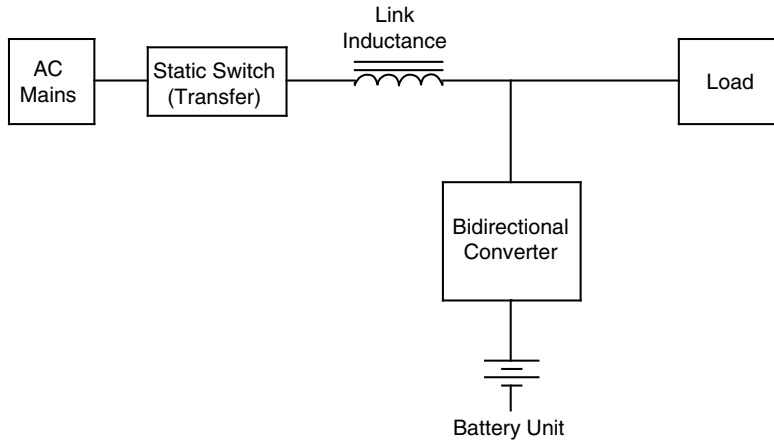 Link
Inductance
AC
Mains
Static Switch
(Transfer)
Load
Bidirectional
Converter
Battery Unit